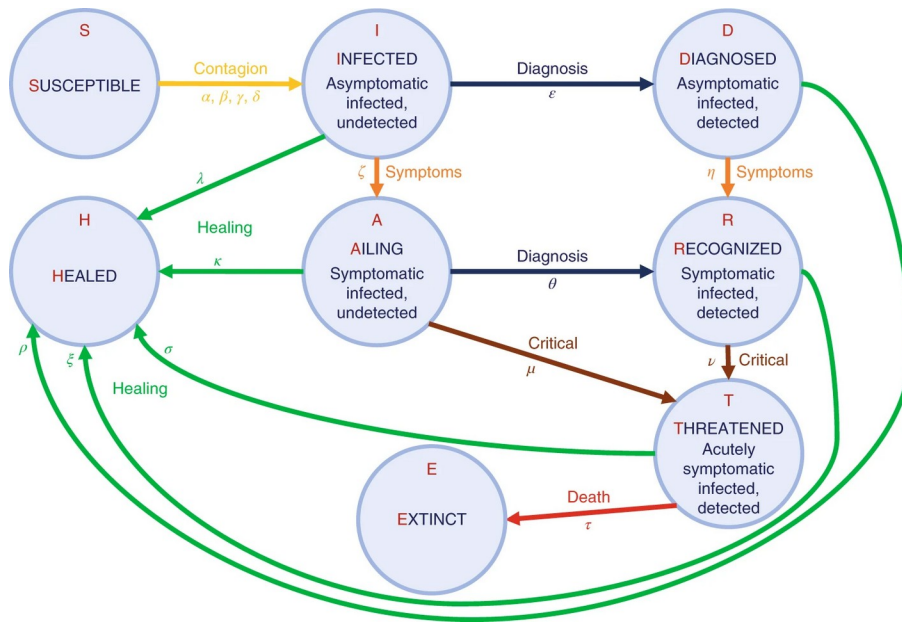 S
SUSCEPTIBLE
Contagion
α, β, γ, δ
I
INFECTED
Asymptomatic
infected,
undetected
Diagnosis
ε
D
DIAGNOSED
Asymptomatic
infected,
detected
λ
ζ
Symptoms
η
Symptoms
Healing
H
HEALED
κ
A
AILING
Symptomatic
infected,
undetected
Diagnosis
θ
R
RECOGNIZED
Symptomatic
infected,
detected
ρ
ξ
σ
Healing
Critical
μ
ν
Critical
T
THREATENED
Acutely
symptomatic
infected,
detected
E
EXTINCT
Death
τ